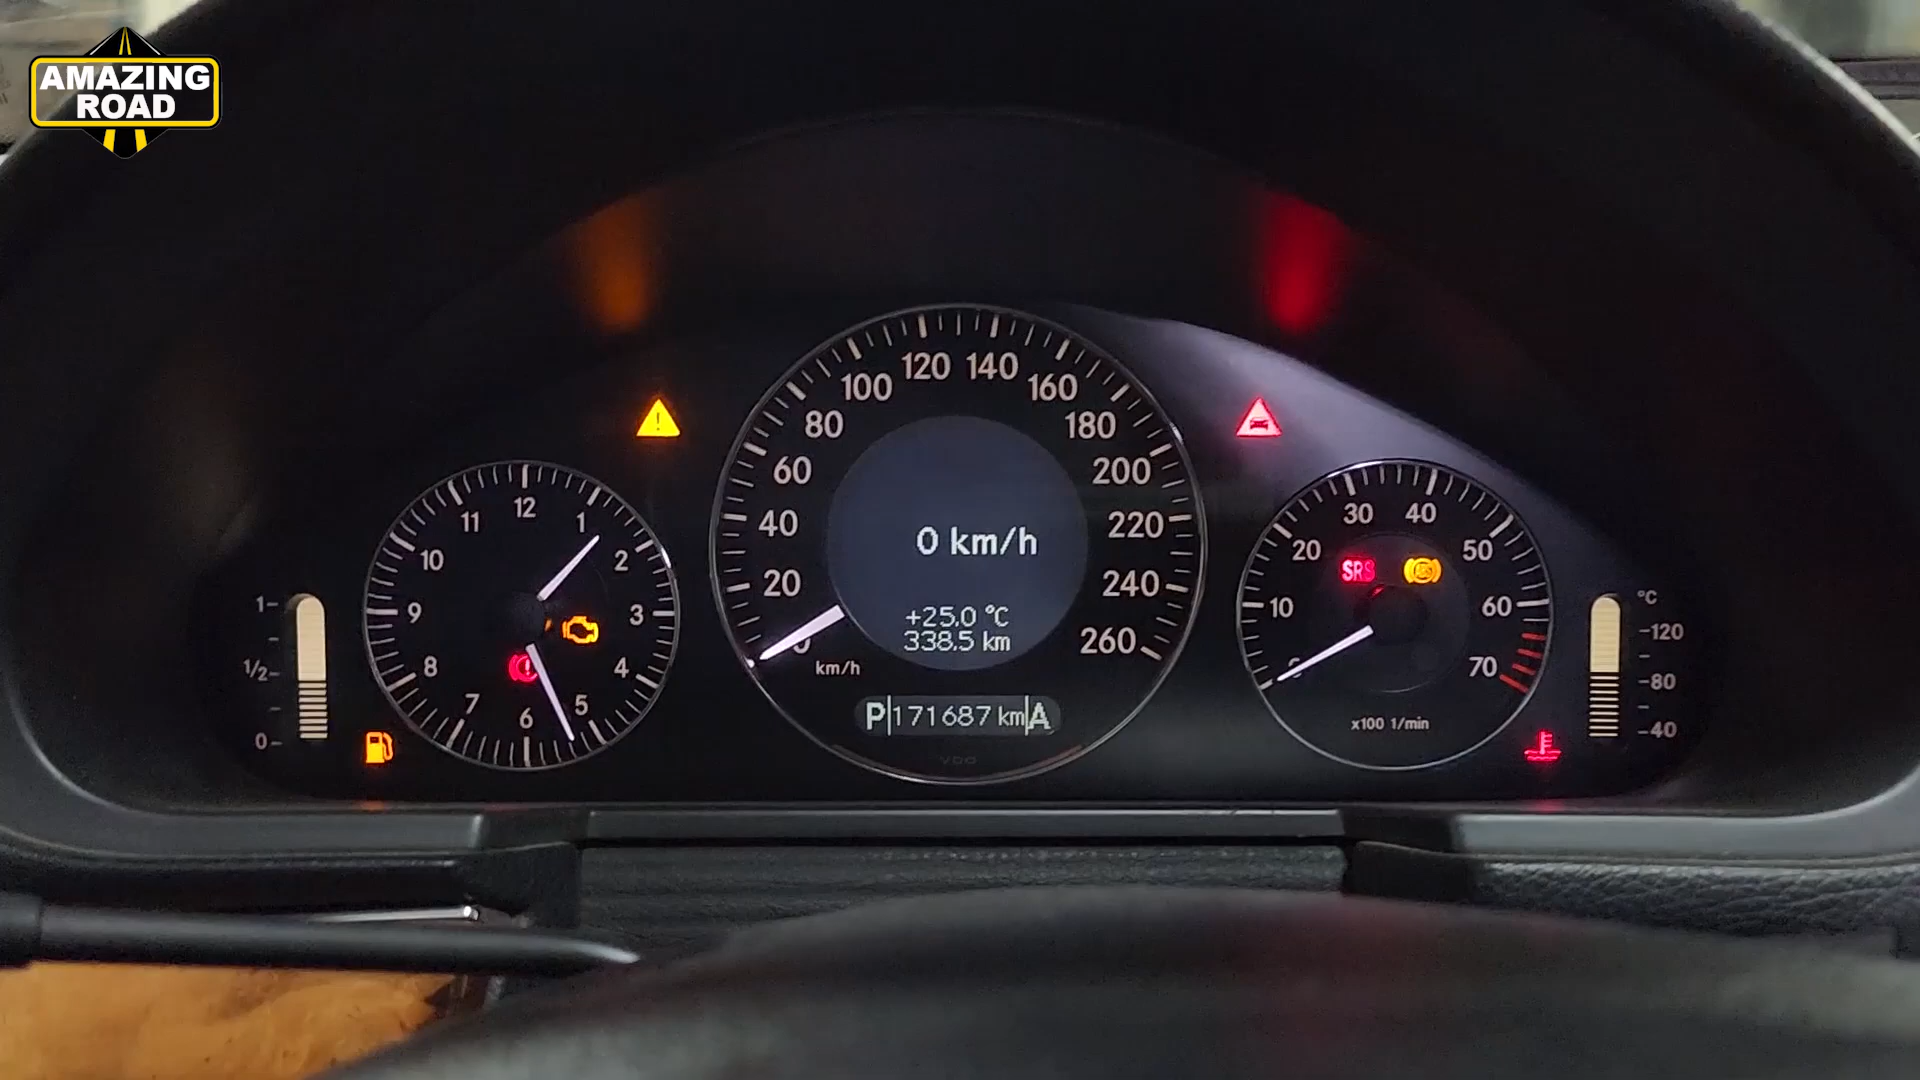 AMAZING
ROAD
120 140
100 160
80 180
60 200
40 220
20 240
260
km/h
0 km/h
+25.0 °C
338.5 km
P 171687 km A
VDO
12
11 1
10 2
9 3
8 4
7 5
6
1
1/2
0
30 40
20 50
10 60
70
SRS
ABS
x100 1/min
°C
120
80
40